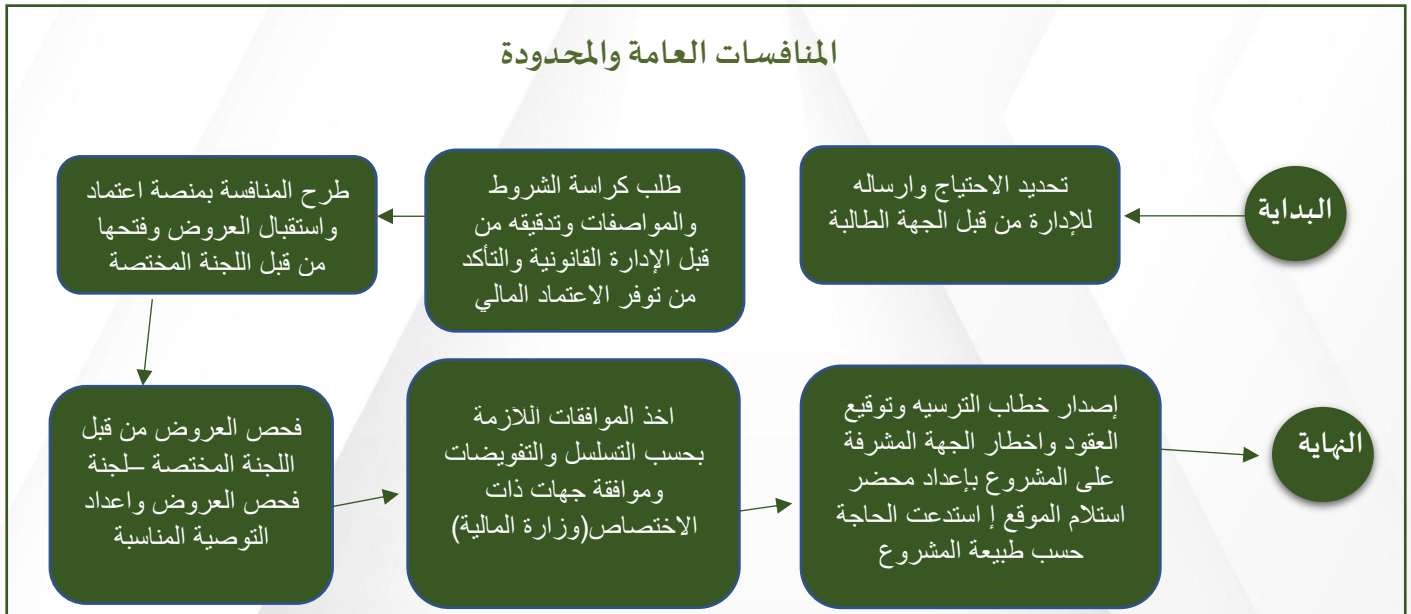 المنافسات العامة والمحدودة
البداية
تحديد الاحتياج وارساله
للإدارة من قبل الجهة الطالبة
طلب كراسة الشروط
والمواصفات وتدقيقه من
قبل الإدارة القانونية والتأكد
من توفر الاعتماد المالي
طرح المنافسة بمنصة اعتماد
واستقبال العروض وفتحها
من قبل اللجنة المختصة
فحص العروض من قبل
اللجنة المختصة –لجنة
فحص العروض واعداد
التوصية المناسبة
اخذ الموافقات اللازمة
بحسب التسلسل والتفويضات
وموافقة جهات ذات
الاختصاص(وزارة المالية)
إصدار خطاب الترسيه وتوقيع
العقود واخطار الجهة المشرفة
على المشروع بإعداد محضر
استلام الموقع إ استدعت الحاجة
حسب طبيعة المشروع
النهاية